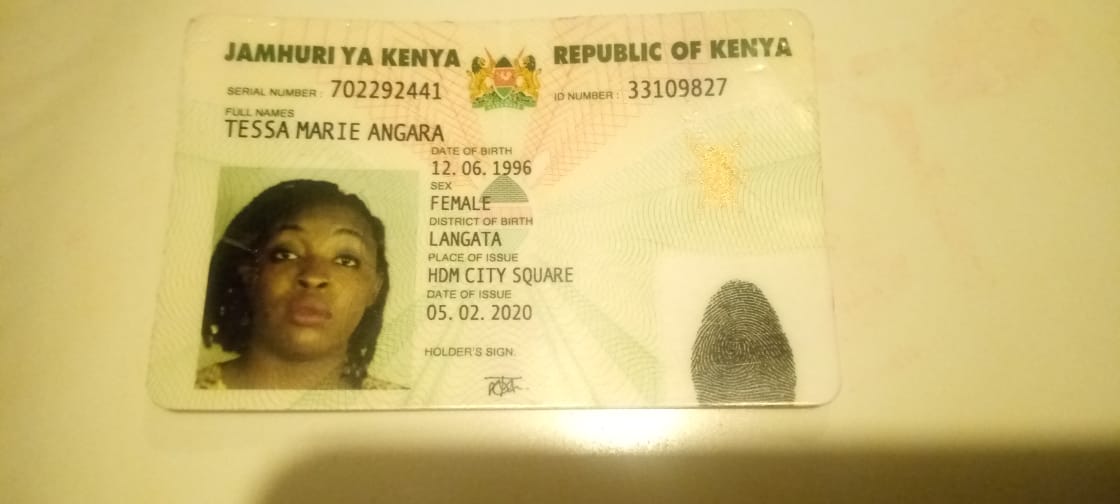 JAMHURI YA KENYA REPUBLIC OF KENYA
SERIAL NUMBER: 702292441 ID NUMBER: 33109827
FULL NAMES
TESSA MARIE ANGARA
DATE OF BIRTH
12. 06. 1996
SEX
FEMALE
DISTRICT OF BIRTH
LANGATA
PLACE OF ISSUE
HDM CITY SQUARE
DATE OF ISSUE
05. 02. 2020
HOLDER'S SIGN.